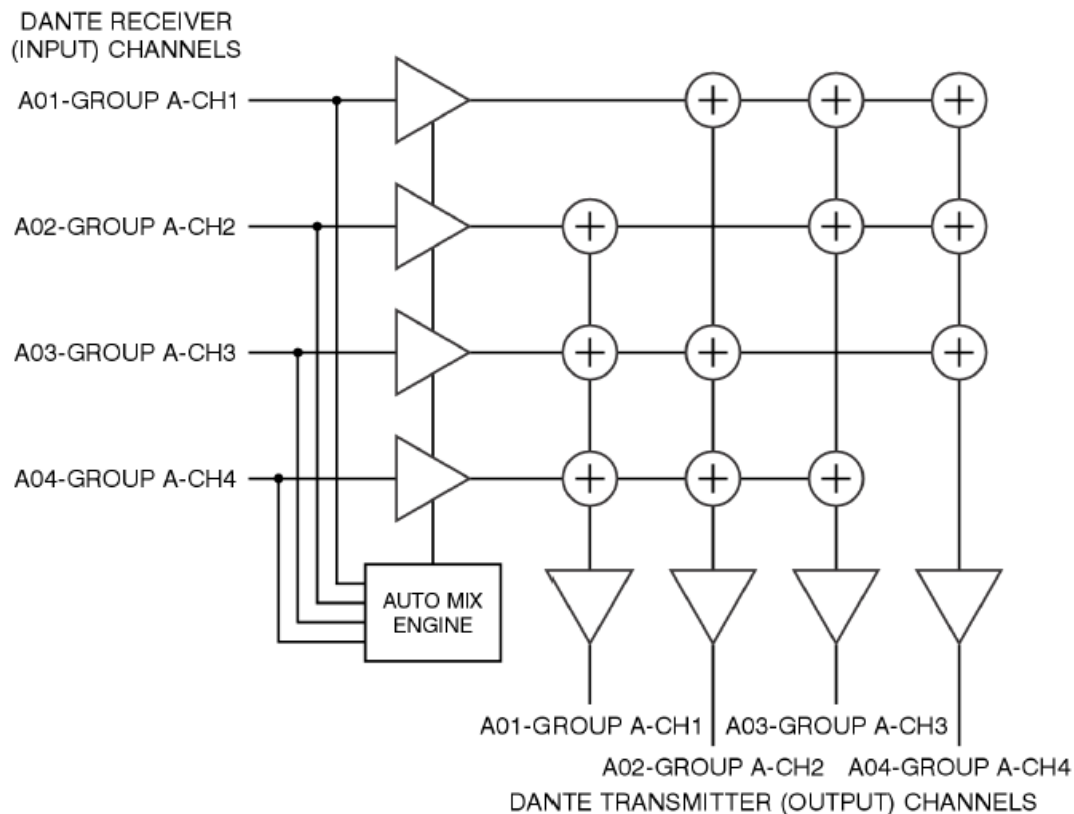 DANTE RECEIVER
(INPUT) CHANNELS
A01-GROUP A-CH1
+ + +
A02-GROUP A-CH2
+ + +
A03-GROUP A-CH3
+ + +
A04-GROUP A-CH4
+ + +
AUTO MIX
ENGINE
A01-GROUP A-CH1 A03-GROUP A-CH3
A02-GROUP A-CH2 A04-GROUP A-CH4
DANTE TRANSMITTER (OUTPUT) CHANNELS